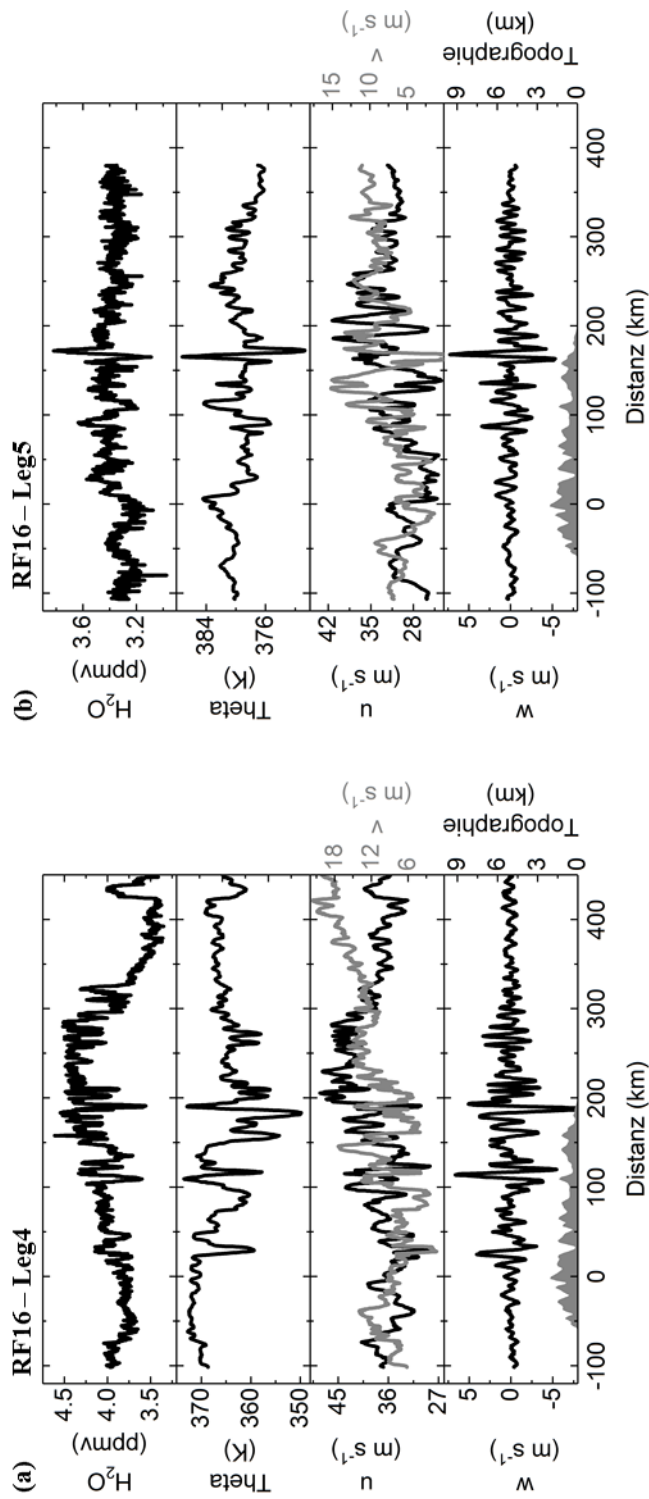 (a)
RF16 – Leg4
H₂O
(ppmv)
4.5
4.0
3.5
Theta
(K)
370
360
350
u
(m s⁻¹)
45
36
27
v
(m s⁻¹)
18
12
6
w
(m s⁻¹)
5
0
-5
Topographie
(km)
9
6
3
0
-100 0 100 200 300 400
Distanz (km)
(b)
RF16 – Leg5
H₂O
(ppmv)
3.6
3.2
Theta
(K)
384
376
u
(m s⁻¹)
42
35
28
v
(m s⁻¹)
15
10
5
w
(m s⁻¹)
5
0
-5
Topographie
(km)
9
6
3
0
-100 0 100 200 300 400
Distanz (km)